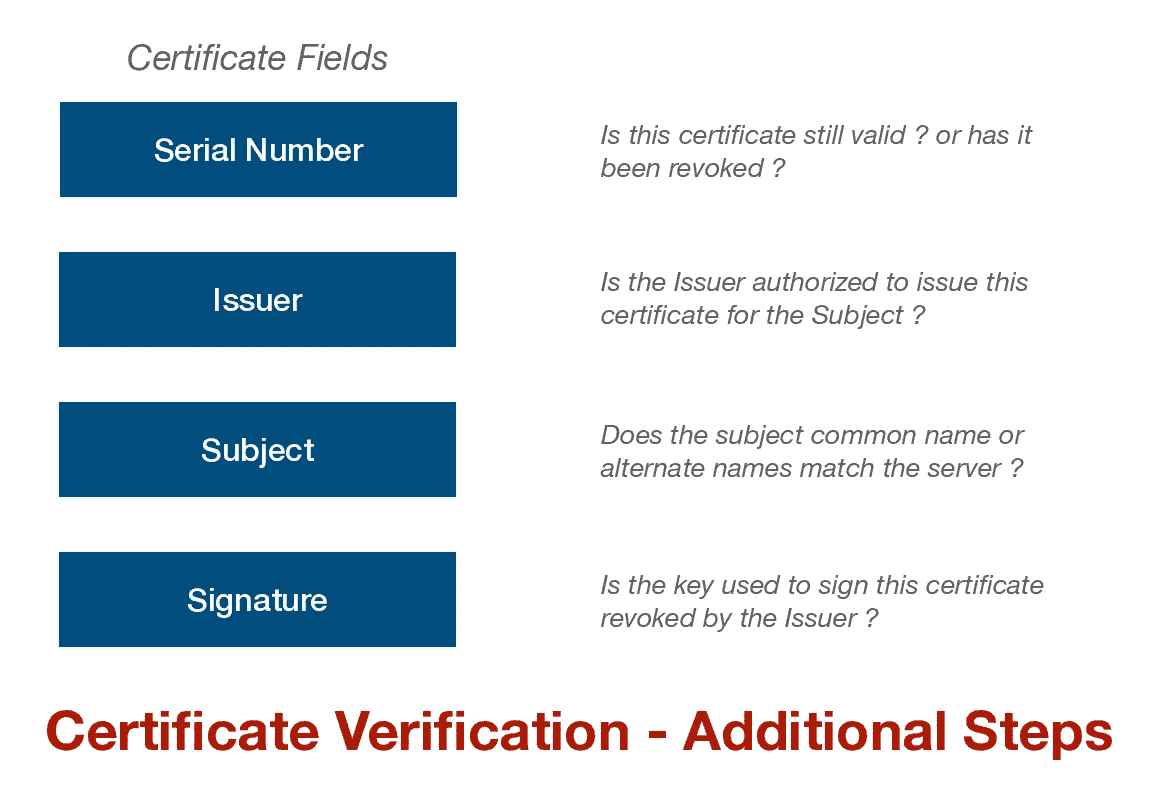 Certificate Fields
Serial Number
Is this certificate still valid ? or has it
been revoked ?
Issuer
Is the Issuer authorized to issue this
certificate for the Subject ?
Subject
Does the subject common name or
alternate names match the server ?
Signature
Is the key used to sign this certificate
revoked by the Issuer ?
Certificate Verification - Additional Steps